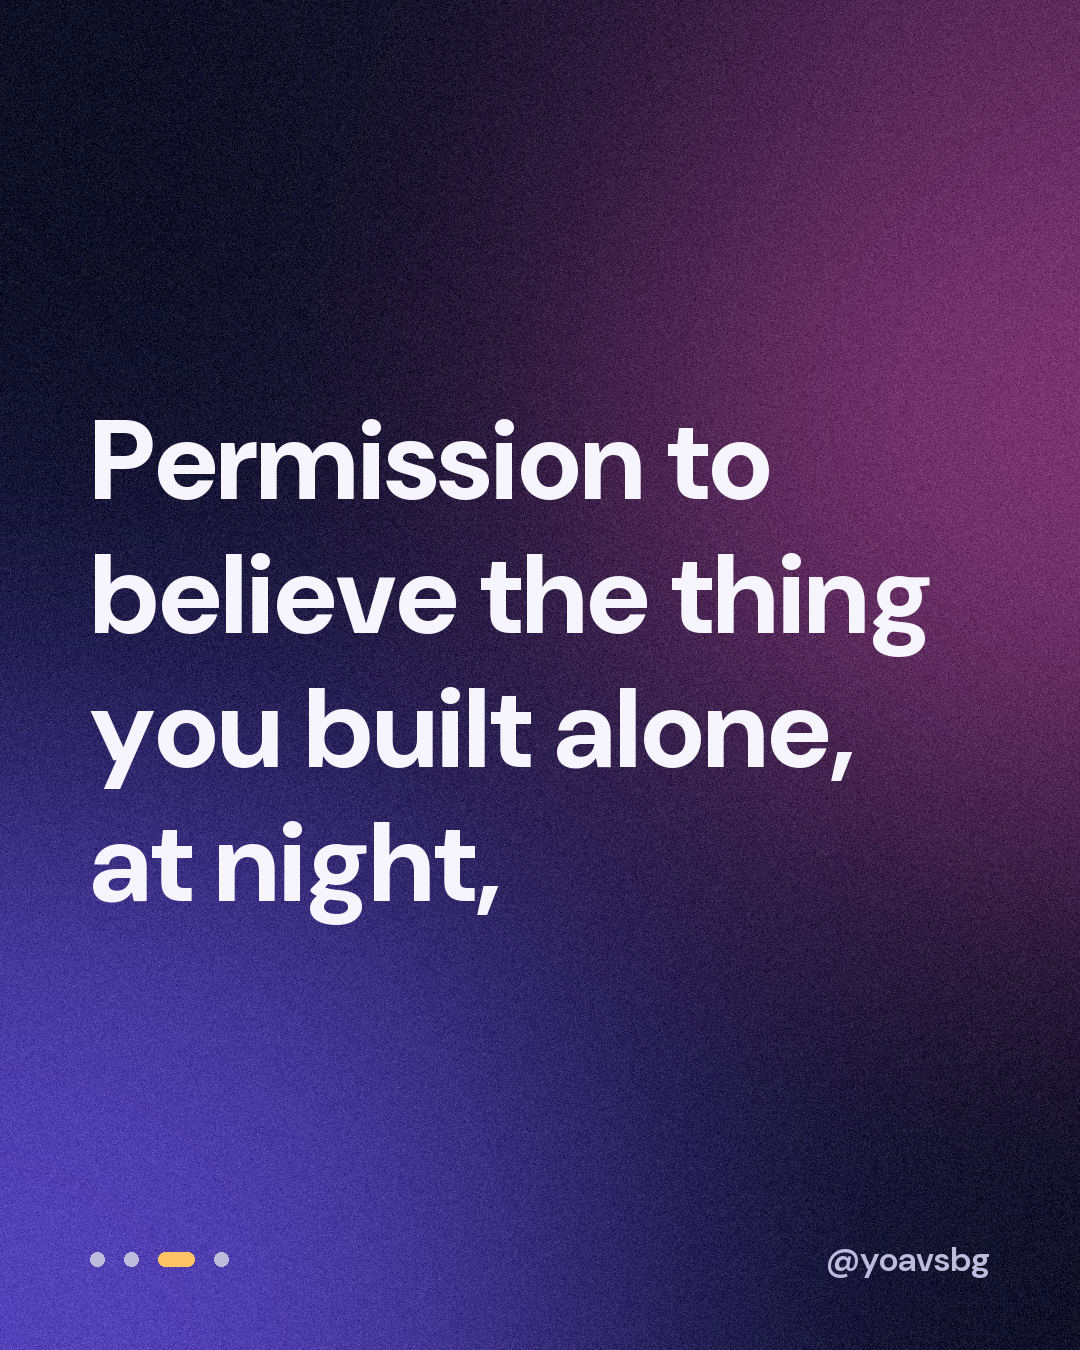 Permission to
believe the thing
you built alone,
at night,
@yoavsbg